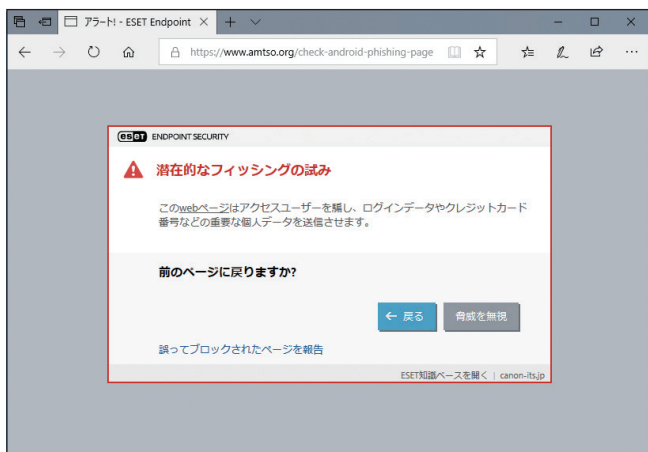 アラート! - ESET Endpoint
https://www.amtso.org/check-android-phishing-page
eset ENDPOINT SECURITY
潜在的なフィッシングの試み
このwebページはアクセスユーザーを騙し、ログインデータやクレジットカード
番号などの重要な個人データを送信させます。
前のページに戻りますか?
← 戻る 脅威を無視
誤ってブロックされたページを報告
ESET知識ベースを開く | canon-its.jp